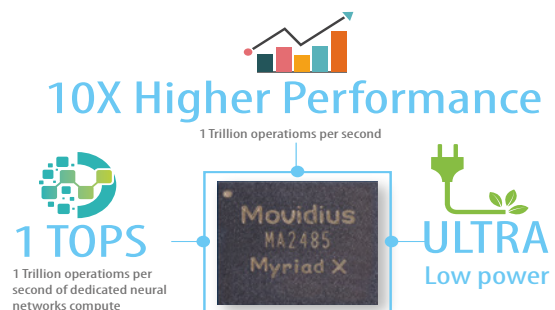 10X Higher Performance
1 Trillion operatioms per second
1 TOPS
1 Trillion operatioms per
second of dedicated neural
networks compute
Movidius
MA2485
Myriad X
ULTRA
Low power